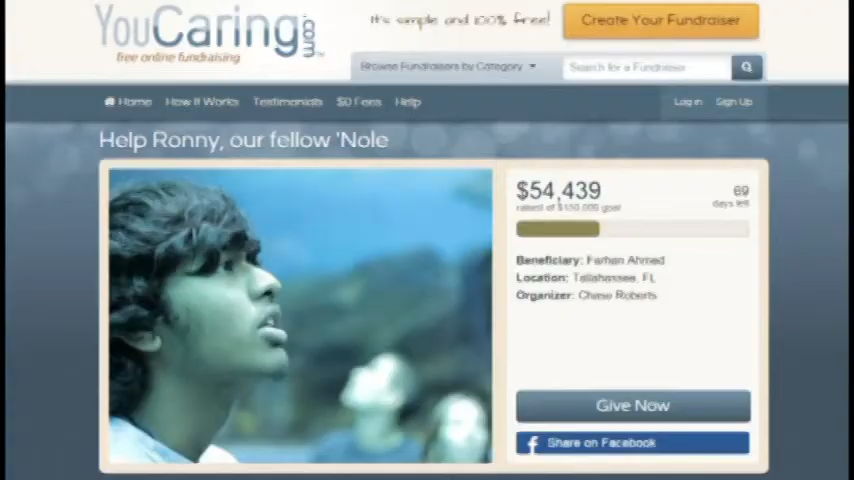 YouCaring.com
free online fundraising
It's simple and 100% free!
Create Your Fundraiser
Browse Fundraisers by Category
Search for a Fundraiser
Home How It Works Testimonials $0 Fees Help Log in Sign Up
Help Ronny, our fellow 'Nole
$54,439
raised of $150,000 goal
69
days left
Beneficiary: Farhan Ahmed
Location: Tallahassee, FL
Organizer: Chase Roberts
Give Now
f Share on Facebook